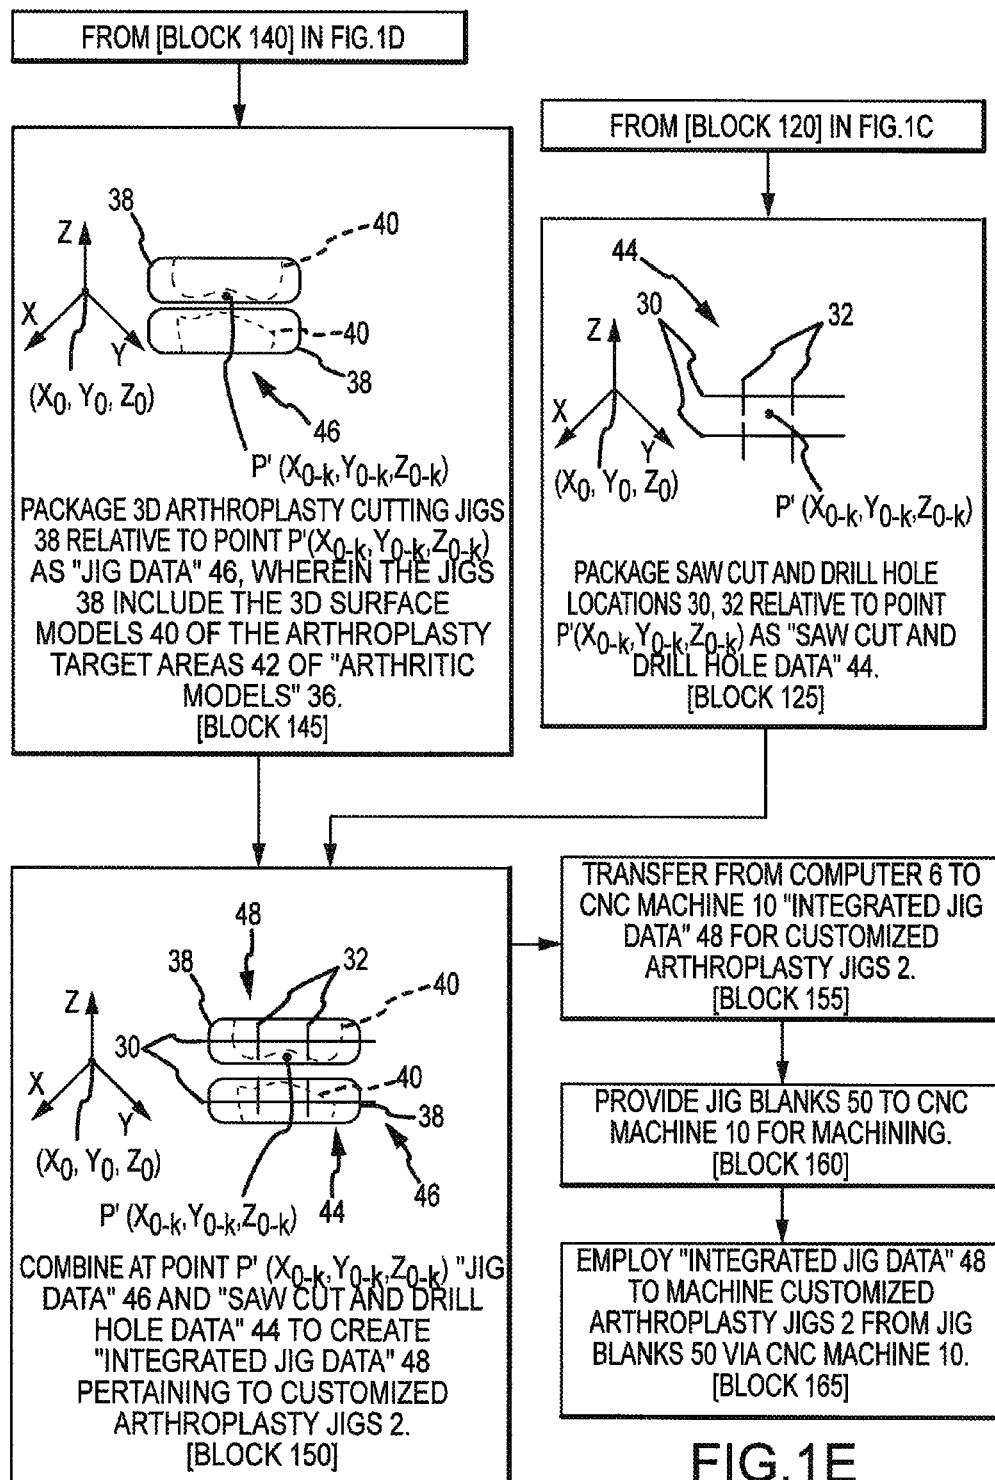 FROM [BLOCK 140] IN FIG.1D
38
40
Z
X
Y
40
38
(X0, Y0, Z0)
46
P' (X0-k,Y0-k,Z0-k)
PACKAGE 3D ARTHROPLASTY CUTTING JIGS
38 RELATIVE TO POINT P'(X0-k,Y0-k,Z0-k)
AS "JIG DATA" 46, WHEREIN THE JIGS
38 INCLUDE THE 3D SURFACE
MODELS 40 OF THE ARTHROPLASTY
TARGET AREAS 42 OF "ARTHRITIC
MODELS" 36.
[BLOCK 145]
FROM [BLOCK 120] IN FIG.1C
44
30
32
Z
X
Y
(X0, Y0, Z0)
P' (X0-k,Y0-k,Z0-k)
PACKAGE SAW CUT AND DRILL HOLE
LOCATIONS 30, 32 RELATIVE TO POINT
P'(X0-k,Y0-k,Z0-k) AS "SAW CUT AND
DRILL HOLE DATA" 44.
[BLOCK 125]
48
38
32
40
Z
30
X
Y
40
38
(X0, Y0, Z0)
44
46
P' (X0-k,Y0-k,Z0-k)
COMBINE AT POINT P' (X0-k,Y0-k,Z0-k) "JIG
DATA" 46 AND "SAW CUT AND DRILL
HOLE DATA" 44 TO CREATE
"INTEGRATED JIG DATA" 48
PERTAINING TO CUSTOMIZED
ARTHROPLASTY JIGS 2.
[BLOCK 150]
TRANSFER FROM COMPUTER 6 TO
CNC MACHINE 10 "INTEGRATED JIG
DATA" 48 FOR CUSTOMIZED
ARTHROPLASTY JIGS 2.
[BLOCK 155]
PROVIDE JIG BLANKS 50 TO CNC
MACHINE 10 FOR MACHINING.
[BLOCK 160]
EMPLOY "INTEGRATED JIG DATA" 48
TO MACHINE CUSTOMIZED
ARTHROPLASTY JIGS 2 FROM JIG
BLANKS 50 VIA CNC MACHINE 10.
[BLOCK 165]
FIG.1E